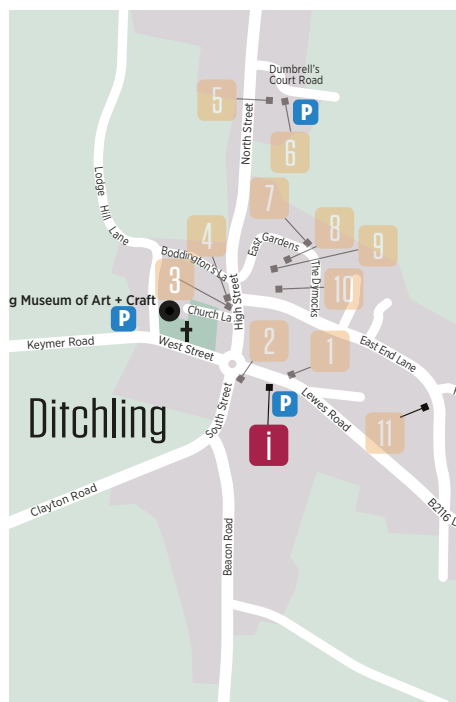 Dumbrell's
Court Road
5
P
North Street
6
Lodge Hill Lane
7
8
4
East Gardens
9
Boddington's La
The Dymocks
3
10
g Museum of Art + Craft
High Street
P
Church La
Keymer Road
West Street
2
1
East End Lane
Ditchling
South Street
P
Lewes Road
11
i
Clayton Road
B2116 L
Beacon Road